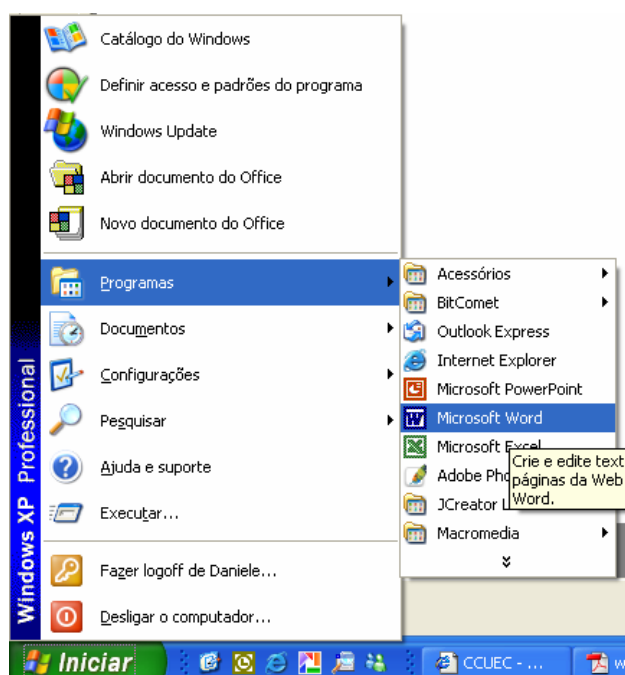 Catálogo do Windows
Definir acesso e padrões do programa
Windows Update
Abrir documento do Office
Novo documento do Office
Programas
Documentos
Configurações
Pesquisar
Ajuda e suporte
Executar...
Fazer logoff de Daniele...
Desligar o computador...
Windows XP Professional
Acessórios
BitComet
Outlook Express
Internet Explorer
Microsoft PowerPoint
Microsoft Word
Microsoft Excel
Adobe Pho
JCreator L
Macromedia
Crie e edite text
páginas da Web
Word.
Iniciar
CCUEC - ...
w